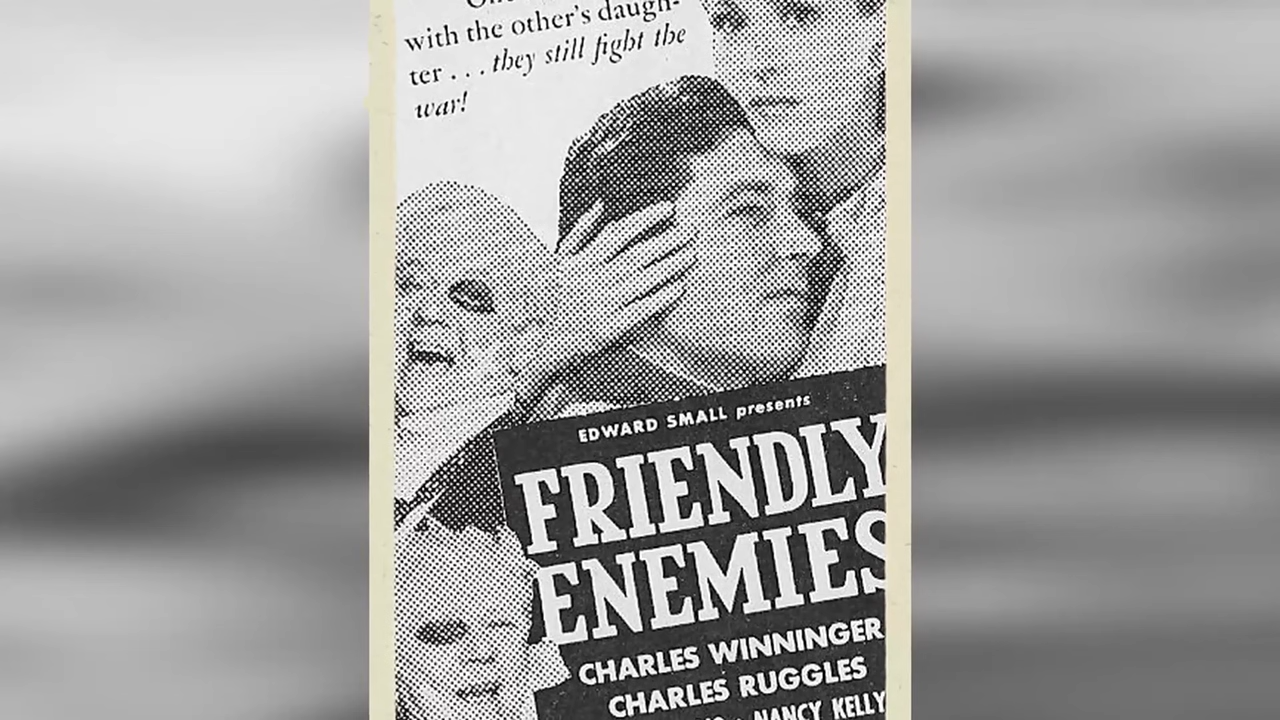 with the other's daugh-
ter . . . they still fight the
war!
EDWARD SMALL presents
FRIENDLY
ENEMIES
CHARLES WINNINGER
CHARLES RUGGLES
NANCY KELLY